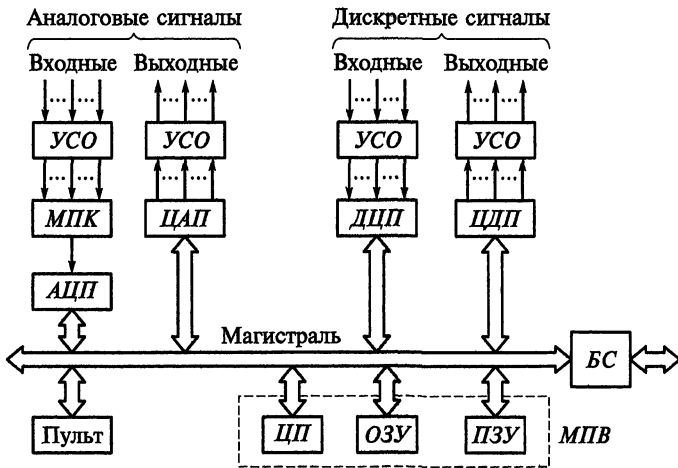 Аналоговые сигналы Дискретные сигналы
Входные Выходные Входные Выходные
УСО УСО УСО УСО
МПК ЦАП ДЦП ЦДП
АЦП
Магистраль
БС
Пульт ЦП ОЗУ ПЗУ МПВ